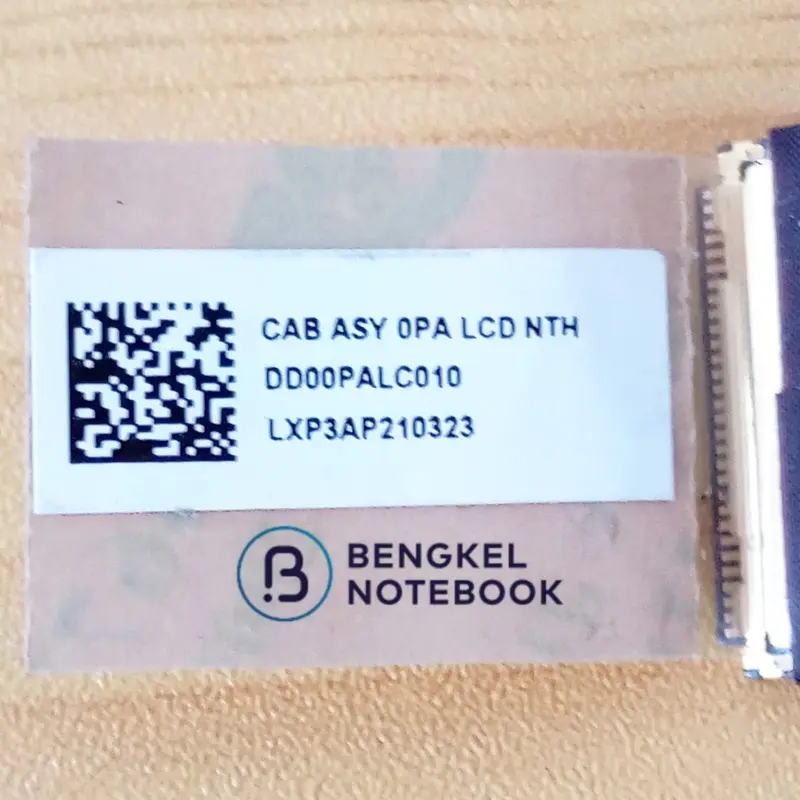 CAB ASY 0PA LCD NTH
DD00PALC010
LXP3AP210323
BENGKEL
NOTEBOOK